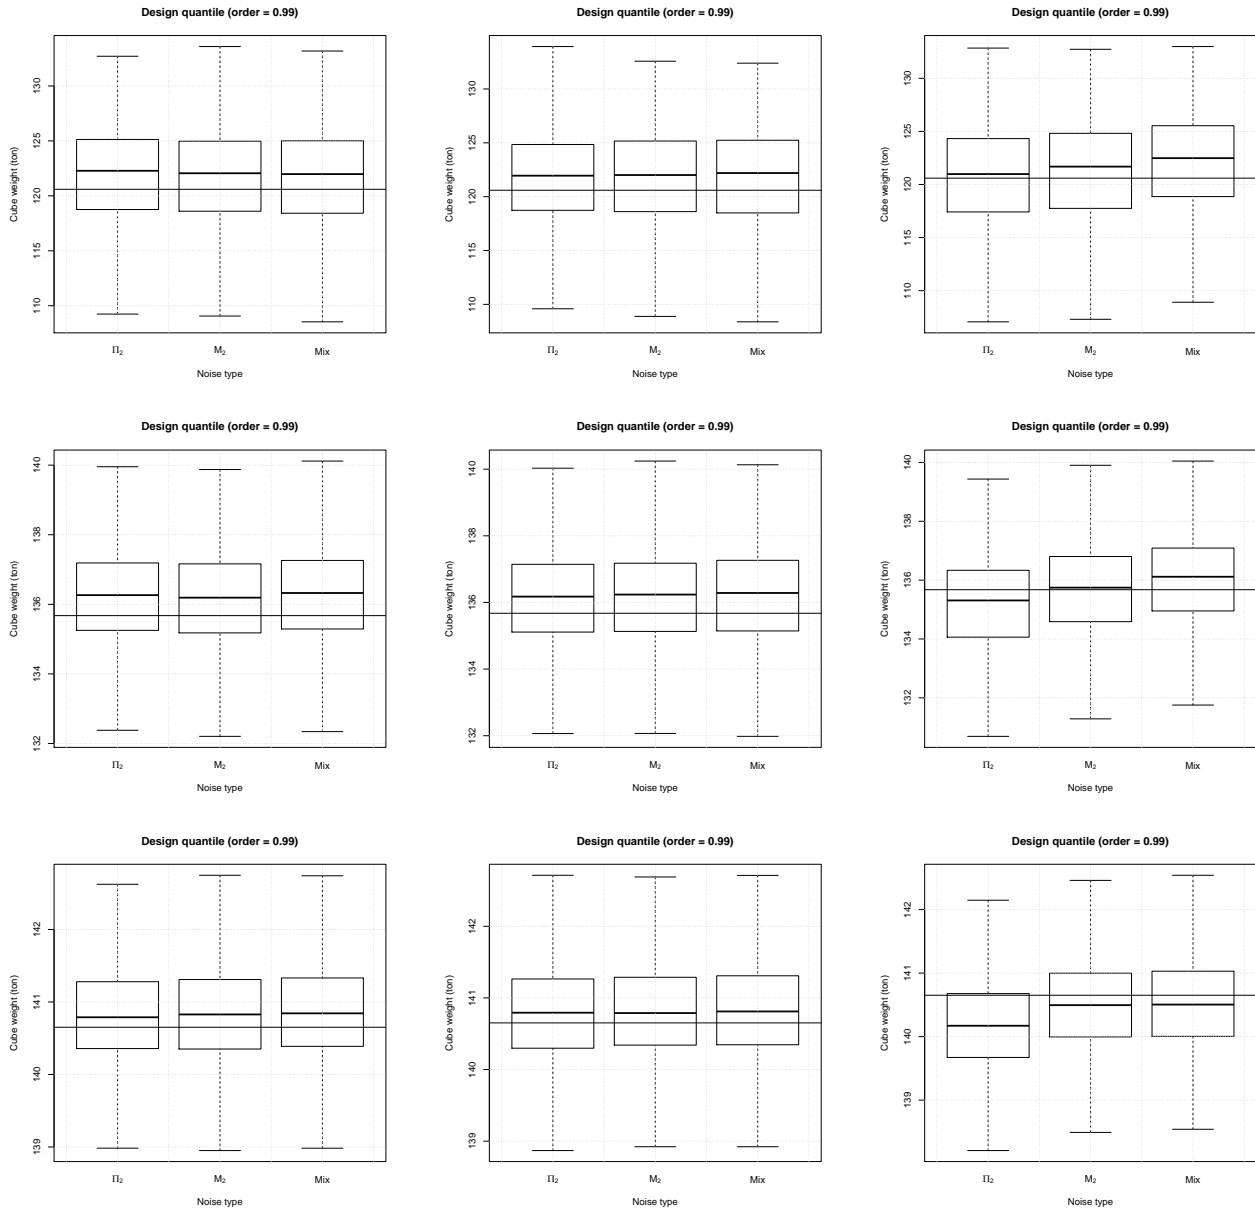 Design quantile (order = 0.99)
Cube weight (ton)
130
125
120
115
110
Π₂
M₂
Mix
Noise type
Design quantile (order = 0.99)
Cube weight (ton)
130
125
120
115
110
Π₂
M₂
Mix
Noise type
Design quantile (order = 0.99)
Cube weight (ton)
130
125
120
115
110
Π₂
M₂
Mix
Noise type
Design quantile (order = 0.99)
Cube weight (ton)
140
138
136
134
132
Π₂
M₂
Mix
Noise type
Design quantile (order = 0.99)
Cube weight (ton)
140
138
136
134
132
Π₂
M₂
Mix
Noise type
Design quantile (order = 0.99)
Cube weight (ton)
140
138
136
134
132
Π₂
M₂
Mix
Noise type
Design quantile (order = 0.99)
Cube weight (ton)
142
141
140
139
Π₂
M₂
Mix
Noise type
Design quantile (order = 0.99)
Cube weight (ton)
142
141
140
139
Π₂
M₂
Mix
Noise type
Design quantile (order = 0.99)
Cube weight (ton)
142
141
140
139
Π₂
M₂
Mix
Noise type